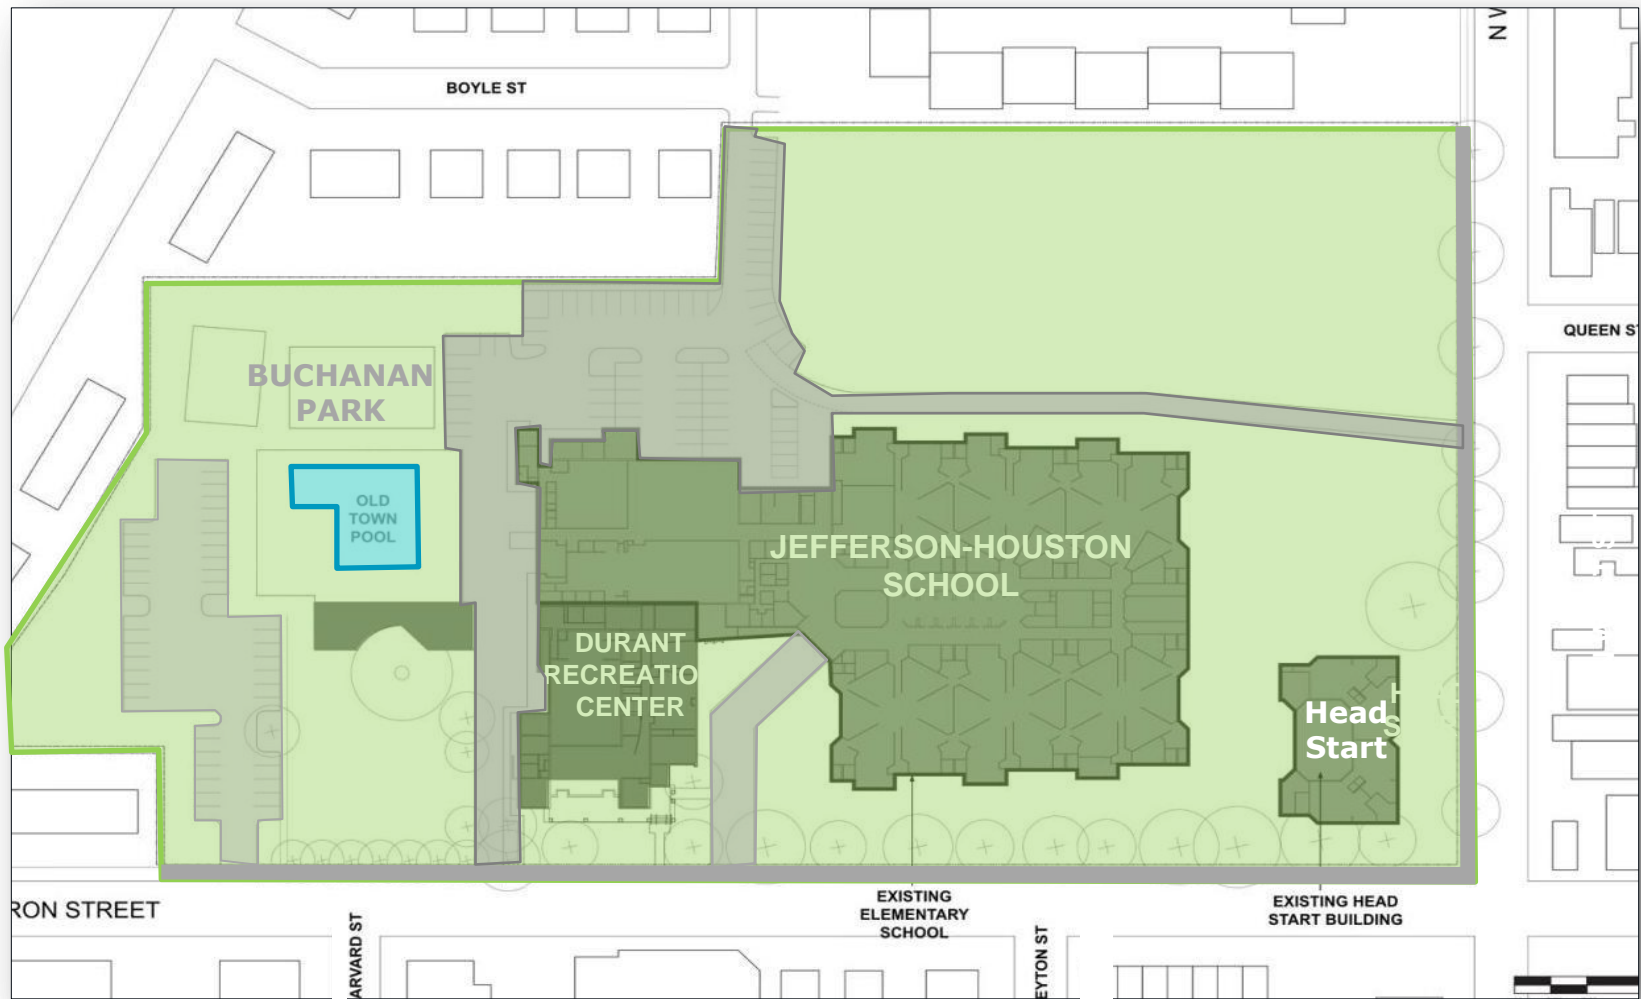 BOYLE ST
N
QUEEN S
BUCHANAN
PARK
OLD
TOWN
POOL
JEFFERSON-HOUSTON
SCHOOL
DURANT
RECREATIO
CENTER
Head
Start
H
S
RON STREET
EXISTING
ELEMENTARY
SCHOOL
EXISTING HEAD
START BUILDING
ARVARD ST
EYTON ST